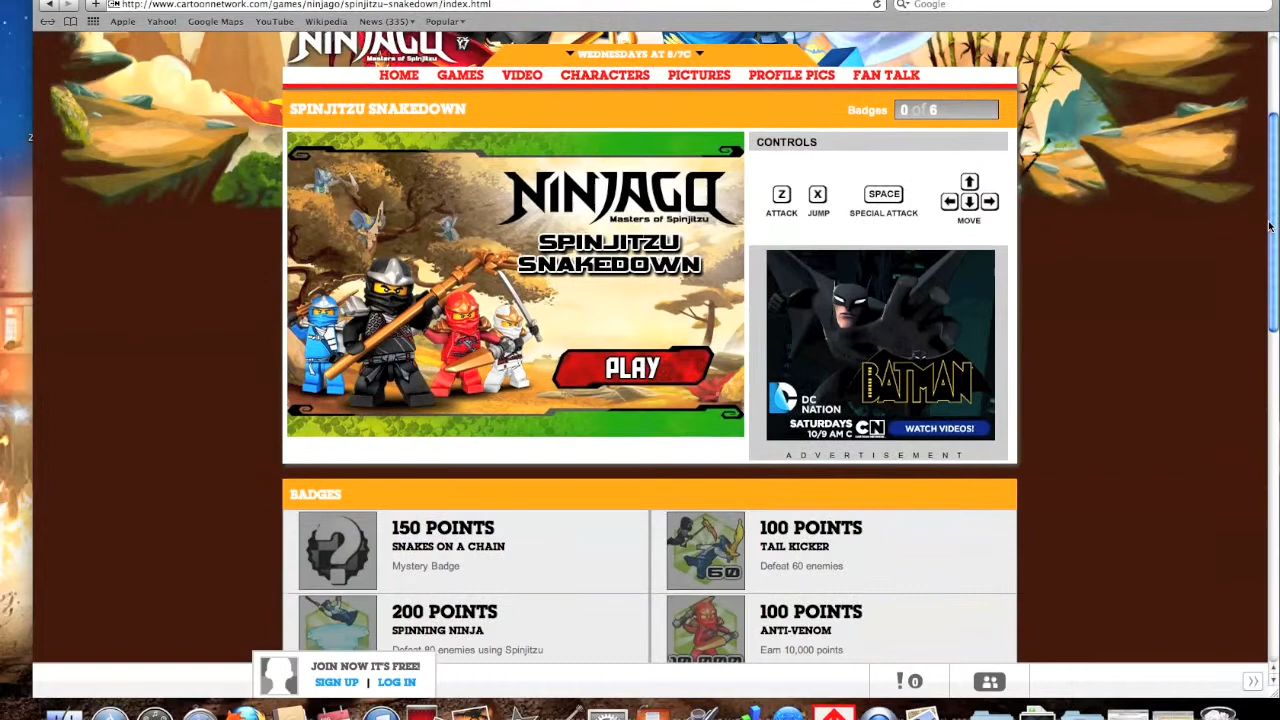 http://www.cartoonnetwork.com/games/ninjago/spinjitzu-snakedown/index.html
Google
Apple Yahoo! Google Maps YouTube Wikipedia News (335) Popular
NINJAGO
Masters of Spinjitzu
WEDNESDAYS AT 8/7C
HOME GAMES VIDEO CHARACTERS PICTURES PROFILE PICS FAN TALK
SPINJITZU SNAKEDOWN
Badges 0 of 6
CONTROLS
NINJAGO
Masters of Spinjitzu
SPINJITZU
SNAKEDOWN
PLAY
Z X SPACE
ATTACK JUMP SPECIAL ATTACK MOVE
BATMAN
DC
NATION
SATURDAYS
10/9 AM C CN WATCH VIDEOS!
ADVERTISEMENT
BADGES
150 POINTS
SNAKES ON A CHAIN
Mystery Badge
?
100 POINTS
TAIL KICKER
Defeat 60 enemies
60
200 POINTS
SPINNING NINJA
Defeat 80 enemies using Spinjitzu
100 POINTS
ANTI-VENOM
Earn 10,000 points
10,000
JOIN NOW IT'S FREE!
SIGN UP | LOG IN
! 0